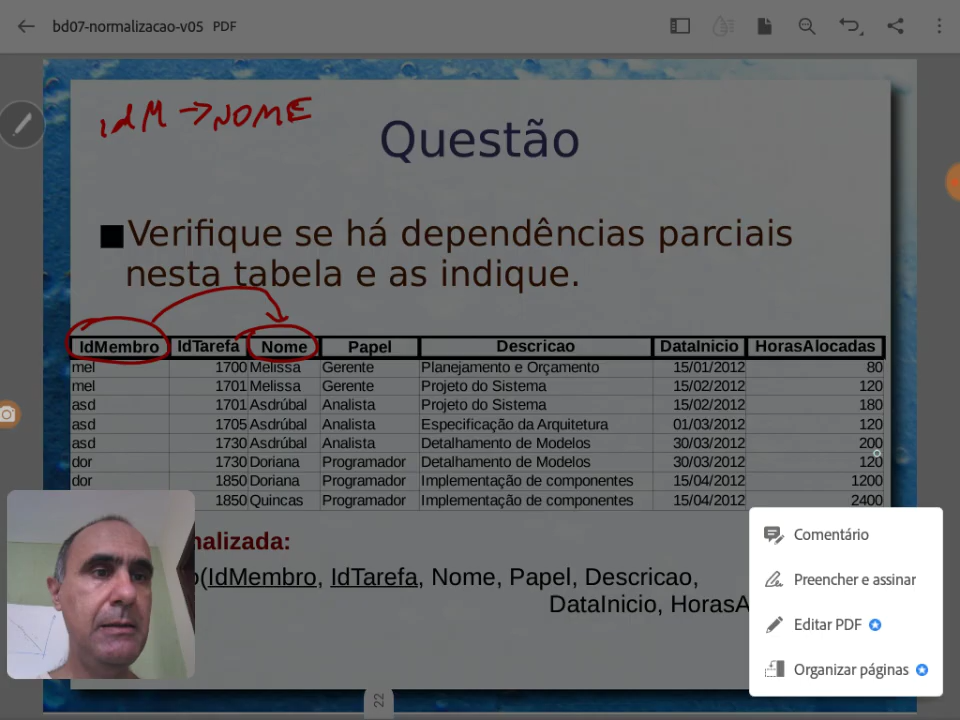 bd07-normalizacao-v05 PDF
idM → NOME
Questão
Verifique se há dependências parciais
nesta tabela e as indique.
IdMembro IdTarefa Nome Papel Descricao DataInicio HorasAlocadas
mel 1700 Melissa Gerente Planejamento e Orçamento 15/01/2012 80
mel 1701 Melissa Gerente Projeto do Sistema 15/02/2012 120
asd 1701 Asdrúbal Analista Projeto do Sistema 15/02/2012 180
asd 1705 Asdrúbal Analista Especificação da Arquitetura 01/03/2012 120
asd 1730 Asdrúbal Analista Detalhamento de Modelos 30/03/2012 200
dor 1730 Doriana Programador Detalhamento de Modelos 30/03/2012 120
dor 1850 Doriana Programador Implementação de componentes 15/04/2012 1200
1850 Quincas Programador Implementação de componentes 15/04/2012 2400
nalizada:
o(IdMembro, IdTarefa, Nome, Papel, Descricao,
DataInicio, HorasA
Comentário
Preencher e assinar
Editar PDF
Organizar páginas
22